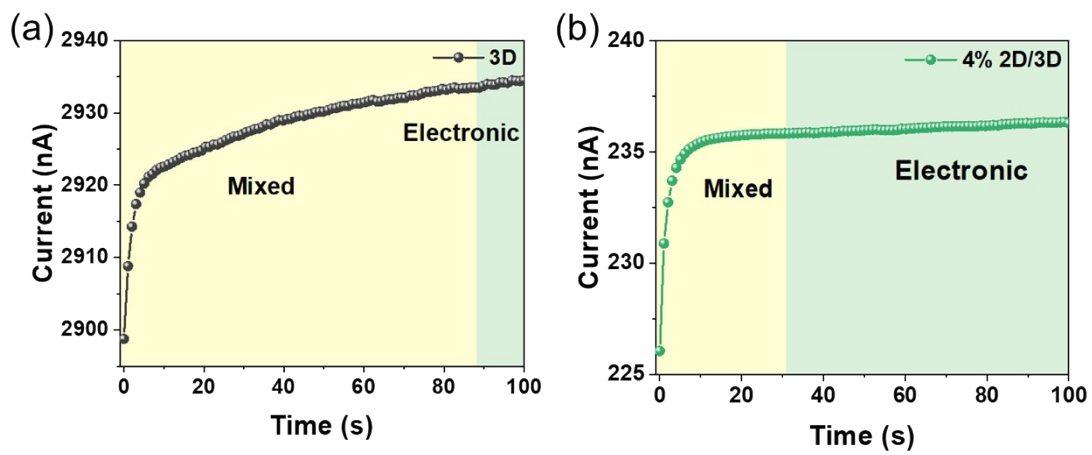 (a)
2940
2930
2920
2910
2900
Current (nA)
3D
Mixed
Electronic
0 20 40 60 80 100
Time (s)
(b)
240
235
230
225
Current (nA)
4% 2D/3D
Mixed
Electronic
0 20 40 60 80 100
Time (s)